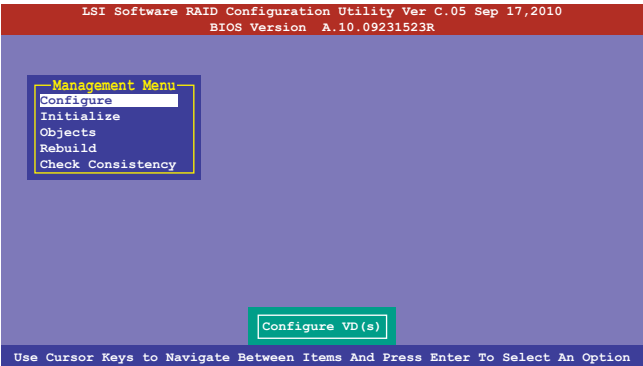 LSI Software RAID Configuration Utility Ver C.05 Sep 17,2010
BIOS Version A.10.09231523R
Management Menu
Configure
Initialize
Objects
Rebuild
Check Consistency
Configure VD(s)
Use Cursor Keys to Navigate Between Items And Press Enter To Select An Option